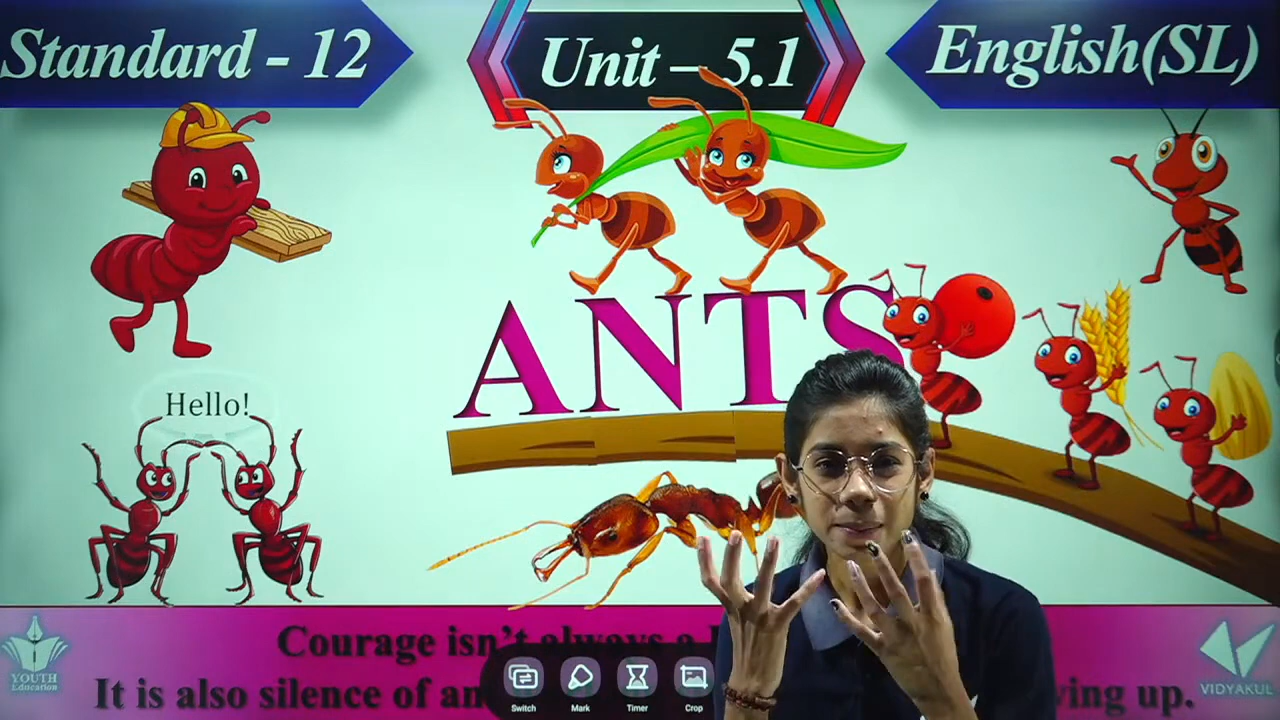 Standard - 12
Unit – 5.1
English(SL)
ANTS
Hello!
Courage isn't always a
It is also silence of an
ving up.
YOUTH
Education
VIDYAKUL
Switch
Mark
Timer
Crop